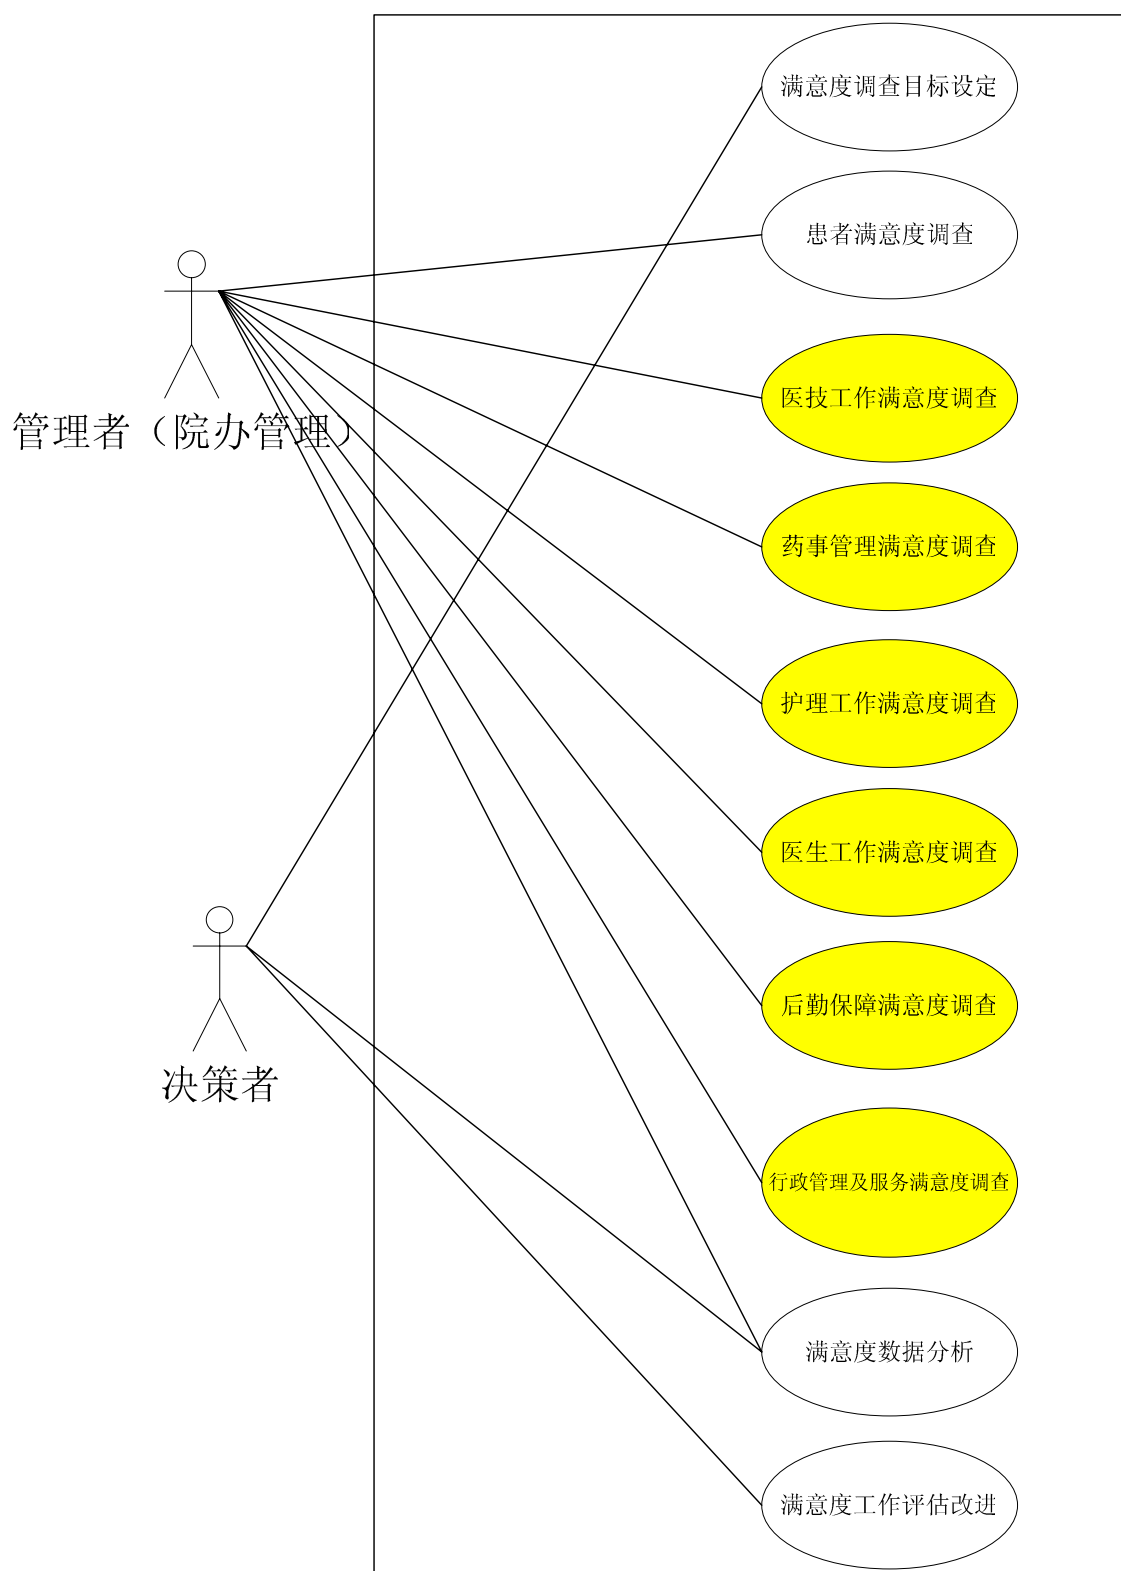 满意度调查目标设定
患者满意度调查
医技工作满意度调查
管理者（院办管理）
药事管理满意度调查
护理工作满意度调查
医生工作满意度调查
后勤保障满意度调查
决策者
行政管理及服务满意度调查
满意度数据分析
满意度工作评估改进